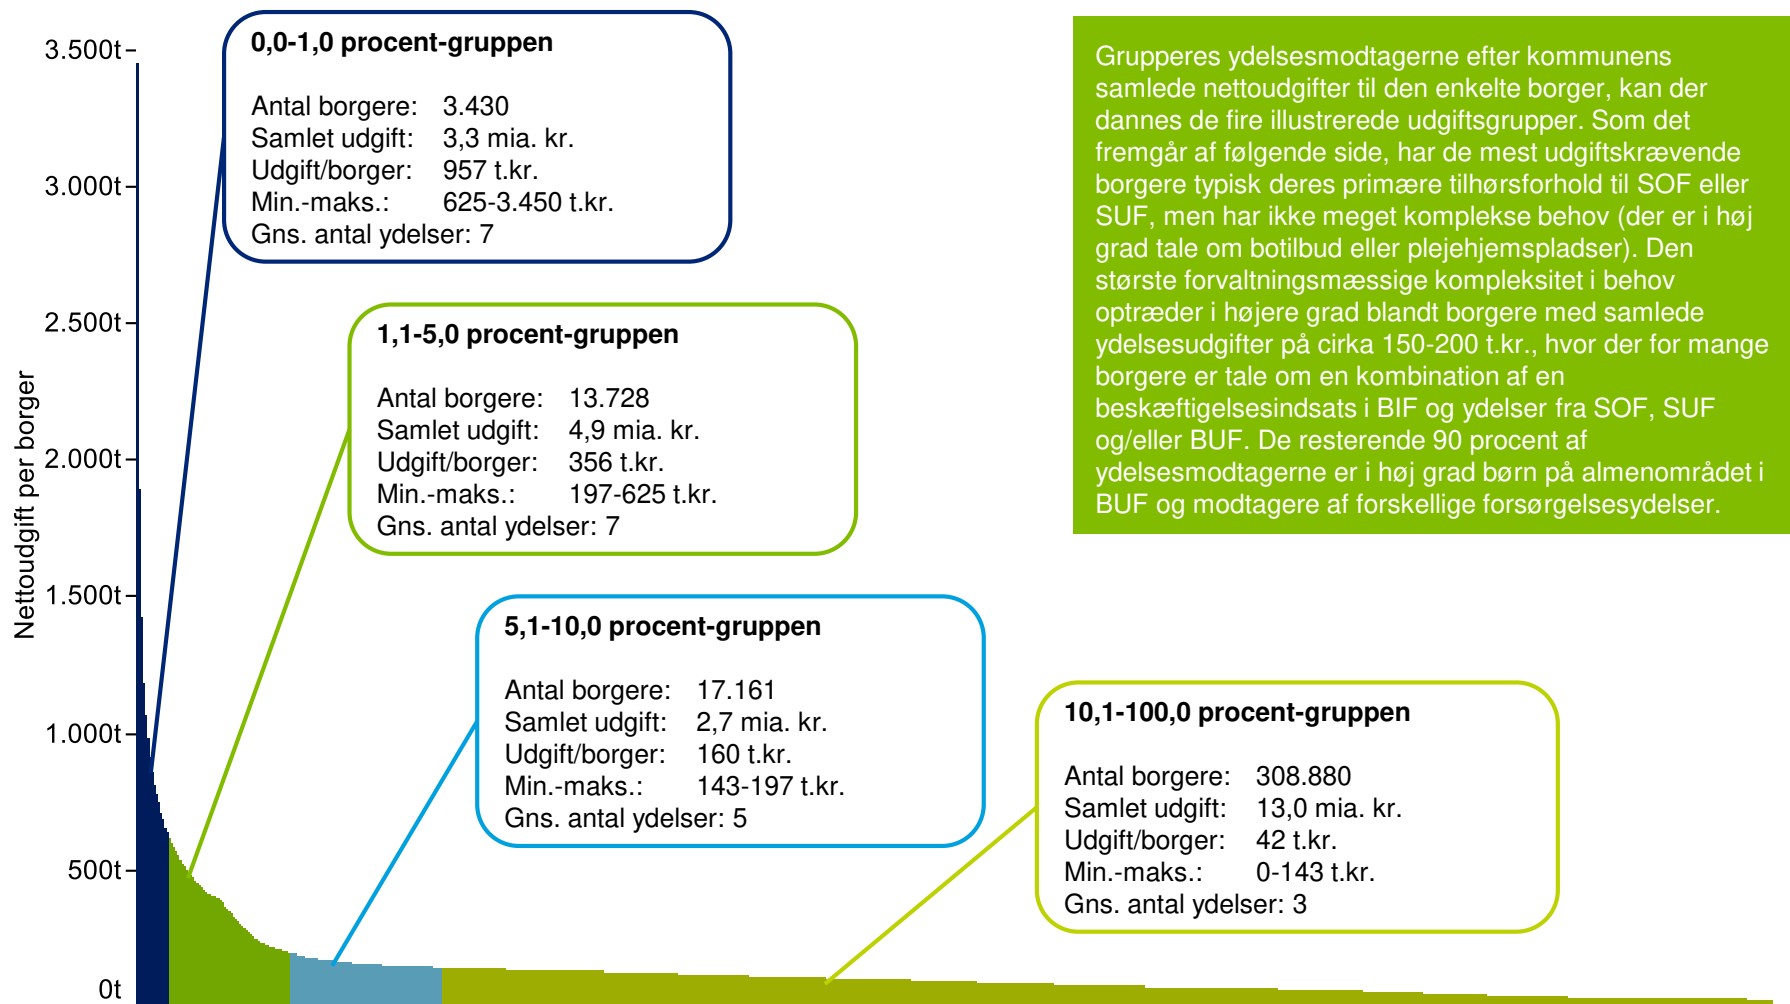 Nettoudgift per borger
3.500t
3.000t
2.500t
2.000t
1.500t
1.000t
500t
0t
0,0-1,0 procent-gruppen
Antal borgere: 3.430
Samlet udgift: 3,3 mia. kr.
Udgift/borger: 957 t.kr.
Min.-maks.: 625-3.450 t.kr.
Gns. antal ydelser: 7
1,1-5,0 procent-gruppen
Antal borgere: 13.728
Samlet udgift: 4,9 mia. kr.
Udgift/borger: 356 t.kr.
Min.-maks.: 197-625 t.kr.
Gns. antal ydelser: 7
5,1-10,0 procent-gruppen
Antal borgere: 17.161
Samlet udgift: 2,7 mia. kr.
Udgift/borger: 160 t.kr.
Min.-maks.: 143-197 t.kr.
Gns. antal ydelser: 5
10,1-100,0 procent-gruppen
Antal borgere: 308.880
Samlet udgift: 13,0 mia. kr.
Udgift/borger: 42 t.kr.
Min.-maks.: 0-143 t.kr.
Gns. antal ydelser: 3
Grupperes ydelsesmodtagerne efter kommunens
samlede nettoudgifter til den enkelte borger, kan der
dannes de fire illustrerede udgiftsgrupper. Som det
fremgår af følgende side, har de mest udgiftskrævende
borgere typisk deres primære tilhørsforhold til SOF eller
SUF, men har ikke meget komplekse behov (der er i høj
grad tale om botilbud eller plejehjemspladser). Den
største forvaltningsmæssige kompleksitet i behov
optræder i højere grad blandt borgere med samlede
ydelsesudgifter på cirka 150-200 t.kr., hvor der for mange
borgere er tale om en kombination af en
beskæftigelsesindsats i BIF og ydelser fra SOF, SUF
og/eller BUF. De resterende 90 procent af
ydelsesmodtagerne er i høj grad børn på almenområdet i
BUF og modtagere af forskellige forsørgelsesydelser.